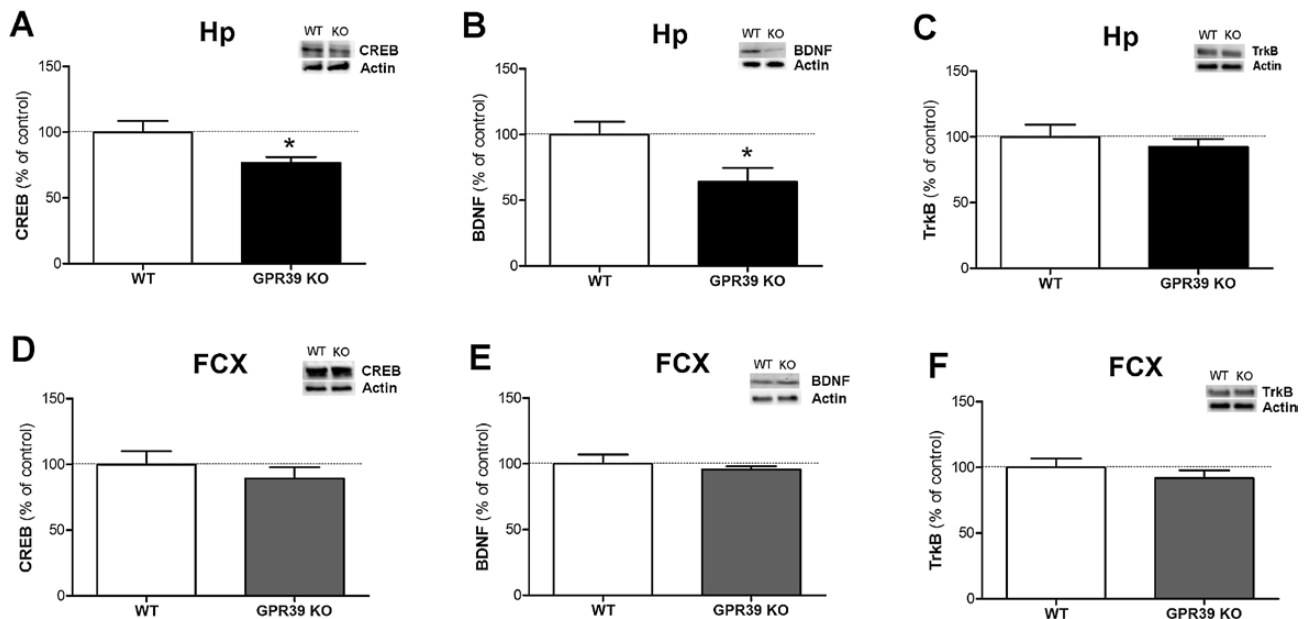 A
Hp
WT KO
CREB
Actin
CREB (% of control)
150
100
50
0
*
WT
GPR39 KO
B
Hp
WT KO
BDNF
Actin
BDNF (% of control)
150
100
50
0
*
WT
GPR39 KO
C
Hp
WT KO
TrkB
Actin
TrkB (% of control)
150
100
50
0
WT
GPR39 KO
D
FCX
WT KO
CREB
Actin
CREB (% of control)
150
100
50
0
WT
GPR39 KO
E
FCX
WT KO
BDNF
Actin
BDNF (% of control)
150
100
50
0
WT
GPR39 KO
F
FCX
WT KO
TrkB
Actin
TrkB (% of control)
150
100
50
0
WT
GPR39 KO